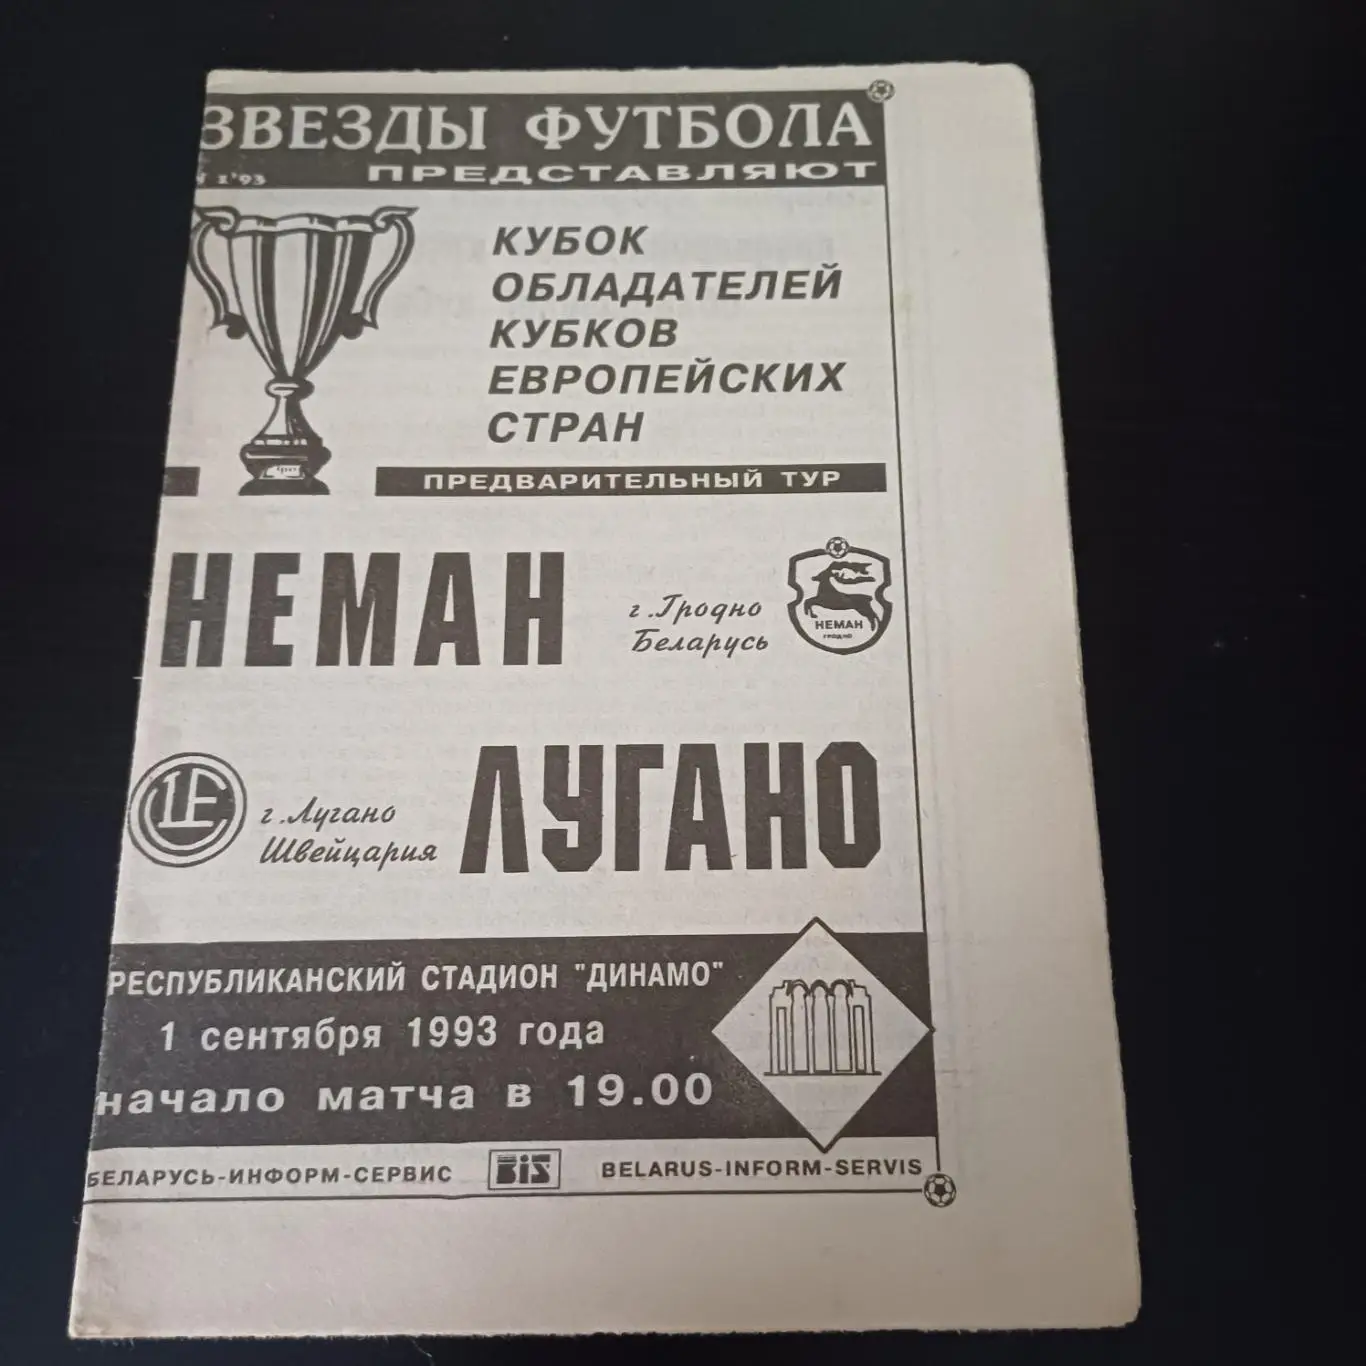 ЗВЕЗДЫ ФУТБОЛА
ПРЕДСТАВЛЯЮТ
1'93
КУБОК
ОБЛАДАТЕЛЕЙ
КУБКОВ
ЕВРОПЕЙСКИХ
СТРАН
ПРЕДВАРИТЕЛЬНЫЙ ТУР
НЕМАН
г.Гродно
Беларусь
НЕМАН
ГРОДНО
г.Лугано
Швейцария
ЛУГАНО
РЕСПУБЛИКАНСКИЙ СТАДИОН "ДИНАМО"
1 сентября 1993 года
начало матча в 19.00
БЕЛАРУСЬ-ИНФОРМ-СЕРВИС
BIS
BELARUS-INFORM-SERVIS